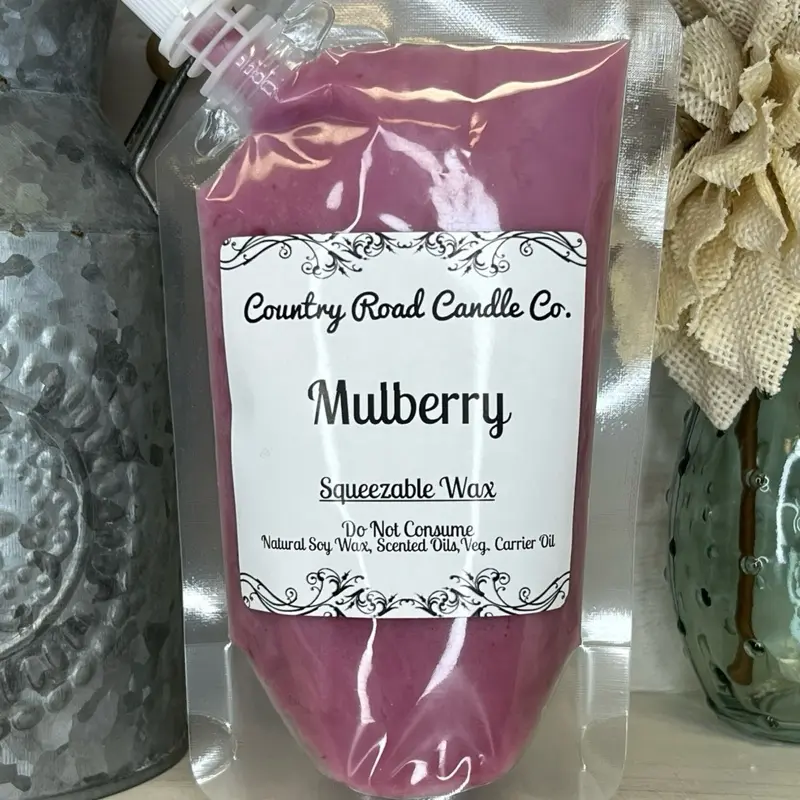 Country Road Candle Co.
Mulberry
Squeezable Wax
Do Not Consume
Natural Soy Wax, Scented Oils,Veg. Carrier Oil